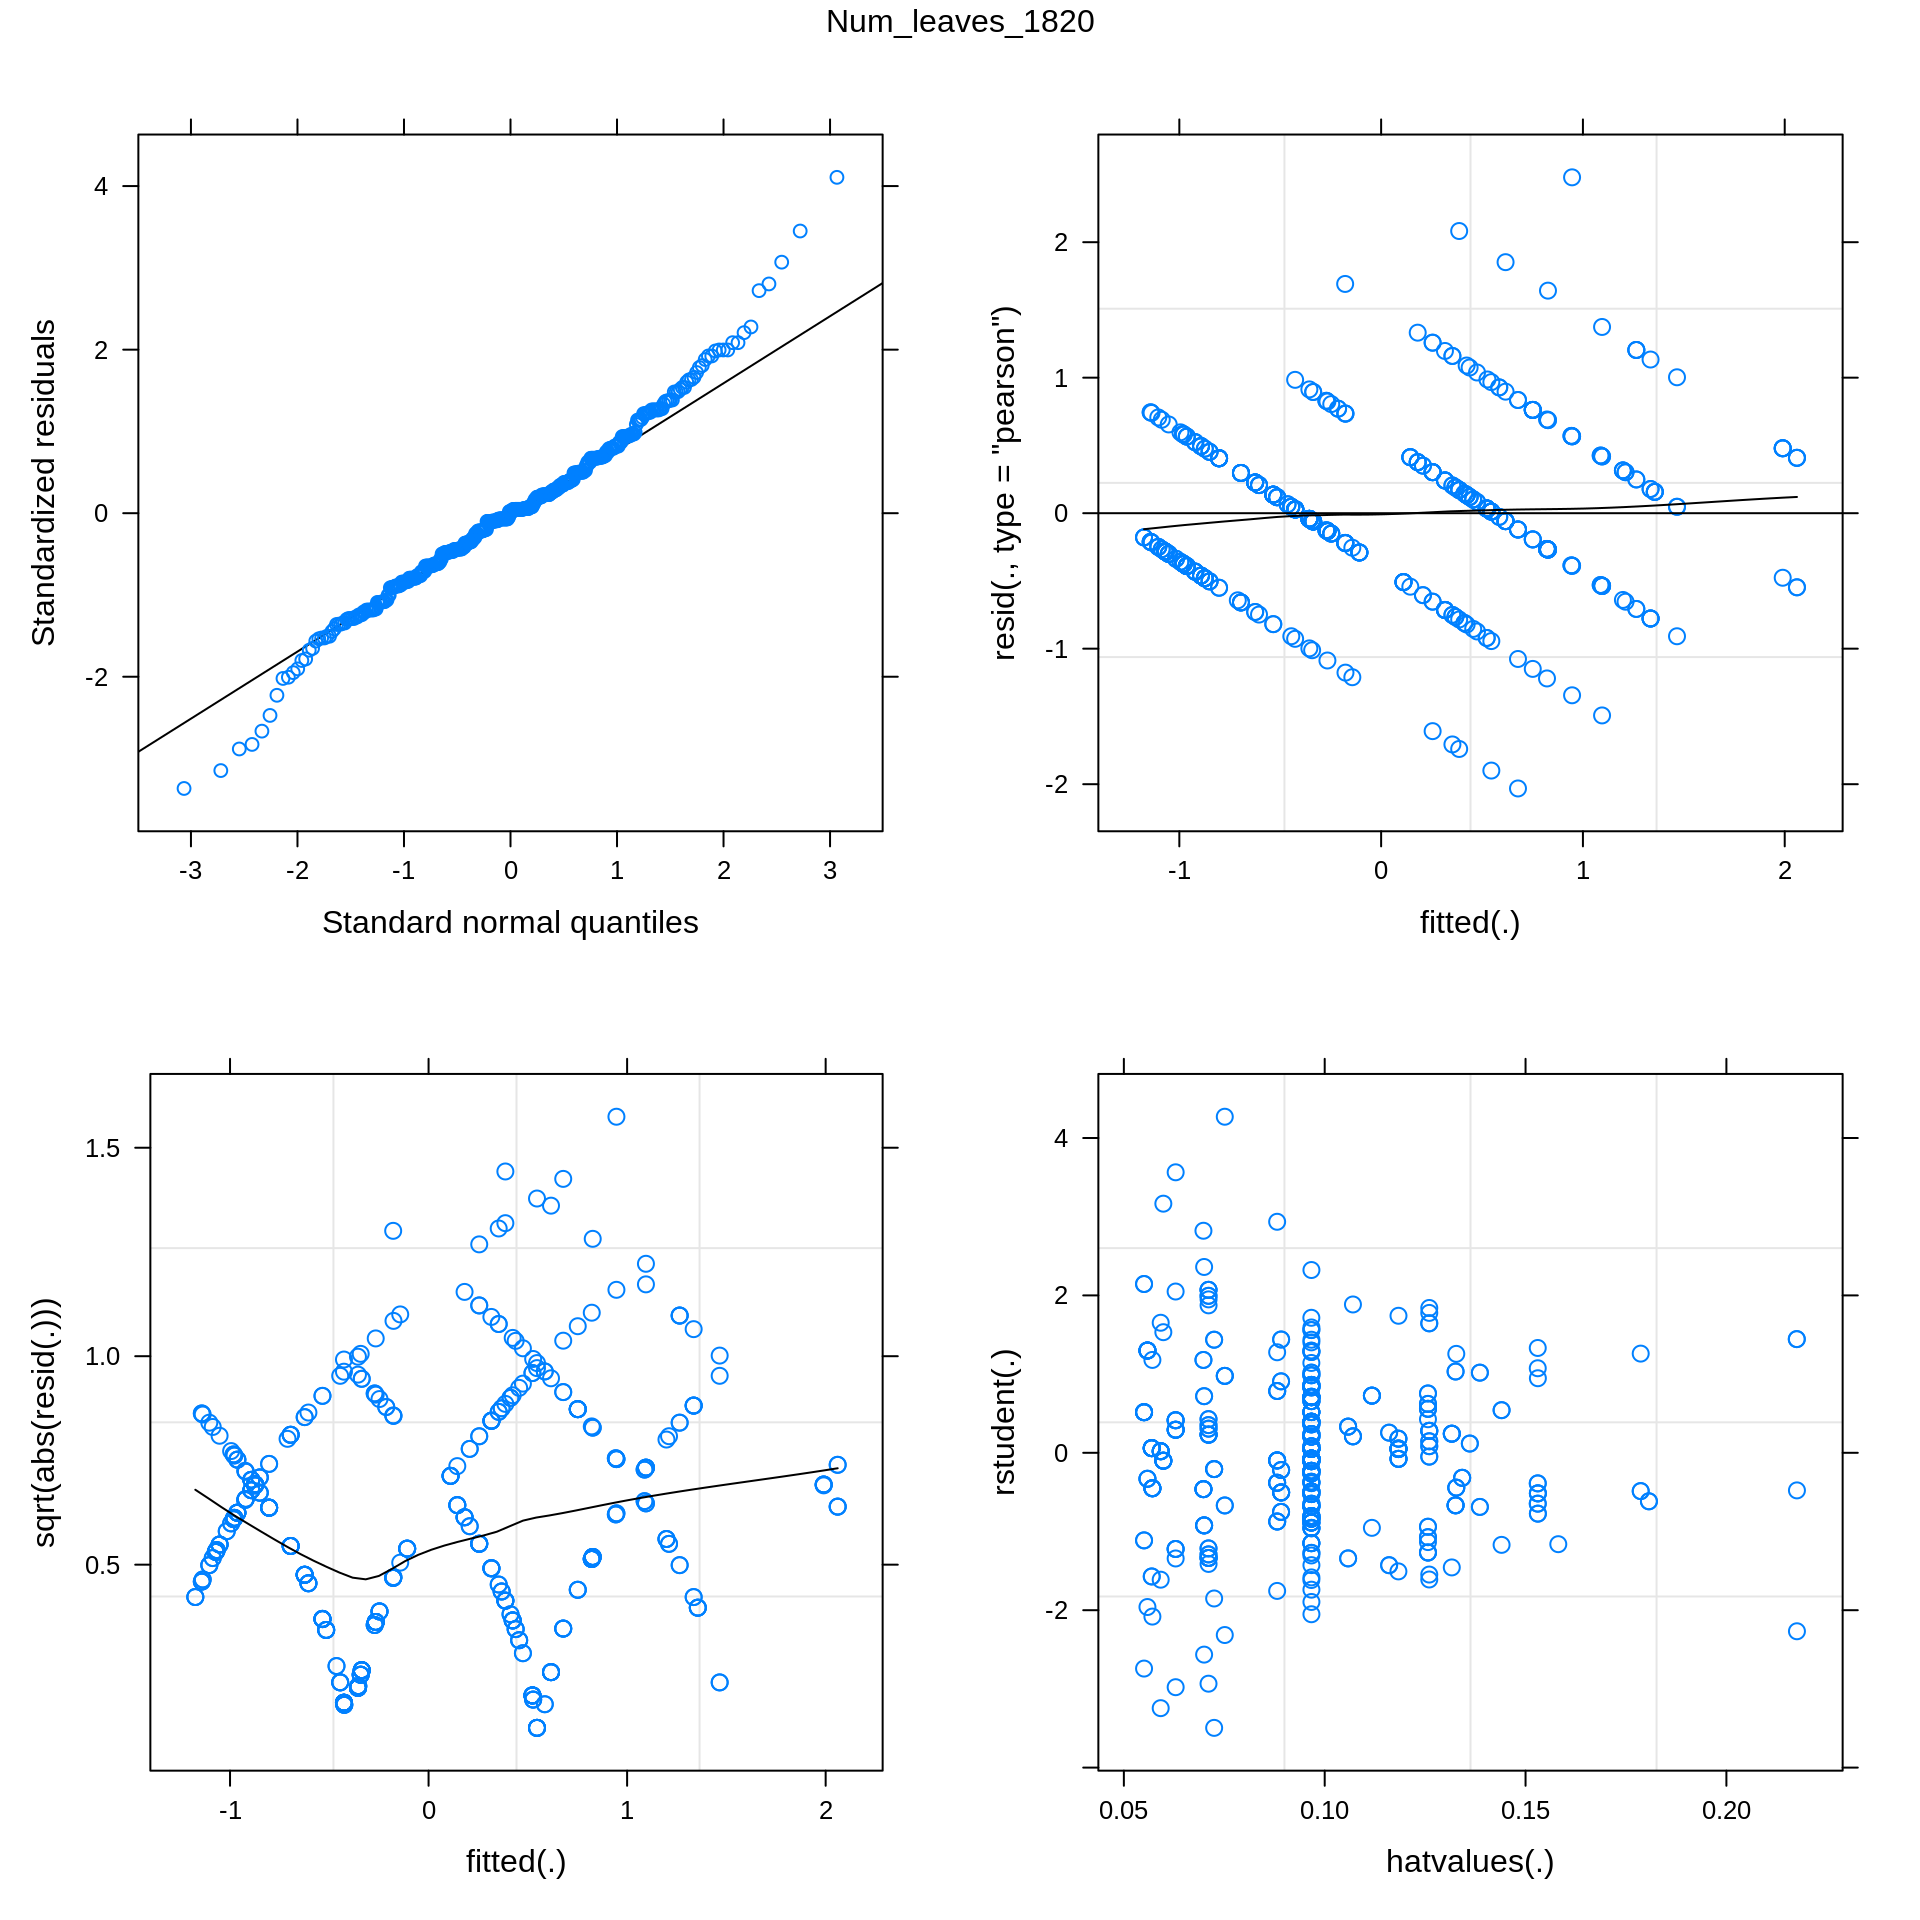 Num_leaves_1820
Standardized residuals
4
2
0
-2
-3 -2 -1 0 1 2 3
Standard normal quantiles
resid(., type = "pearson")
2
1
0
-1
-2
-1 0 1 2
fitted(.)
sqrt(abs(resid(.)))
1.5
1.0
0.5
-1 0 1 2
fitted(.)
rstudent(.)
4
2
0
-2
0.05 0.10 0.15 0.20
hatvalues(.)